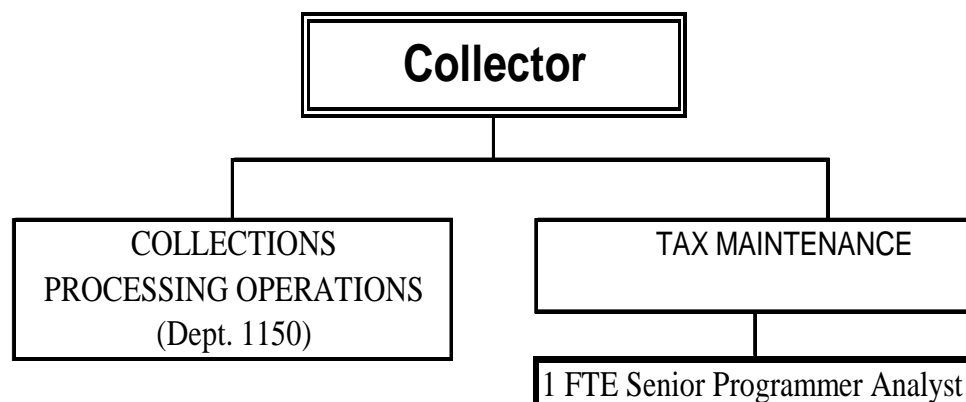 Collector
COLLECTIONS
PROCESSING OPERATIONS
(Dept. 1150)
TAX MAINTENANCE
1 FTE Senior Programmer Analyst